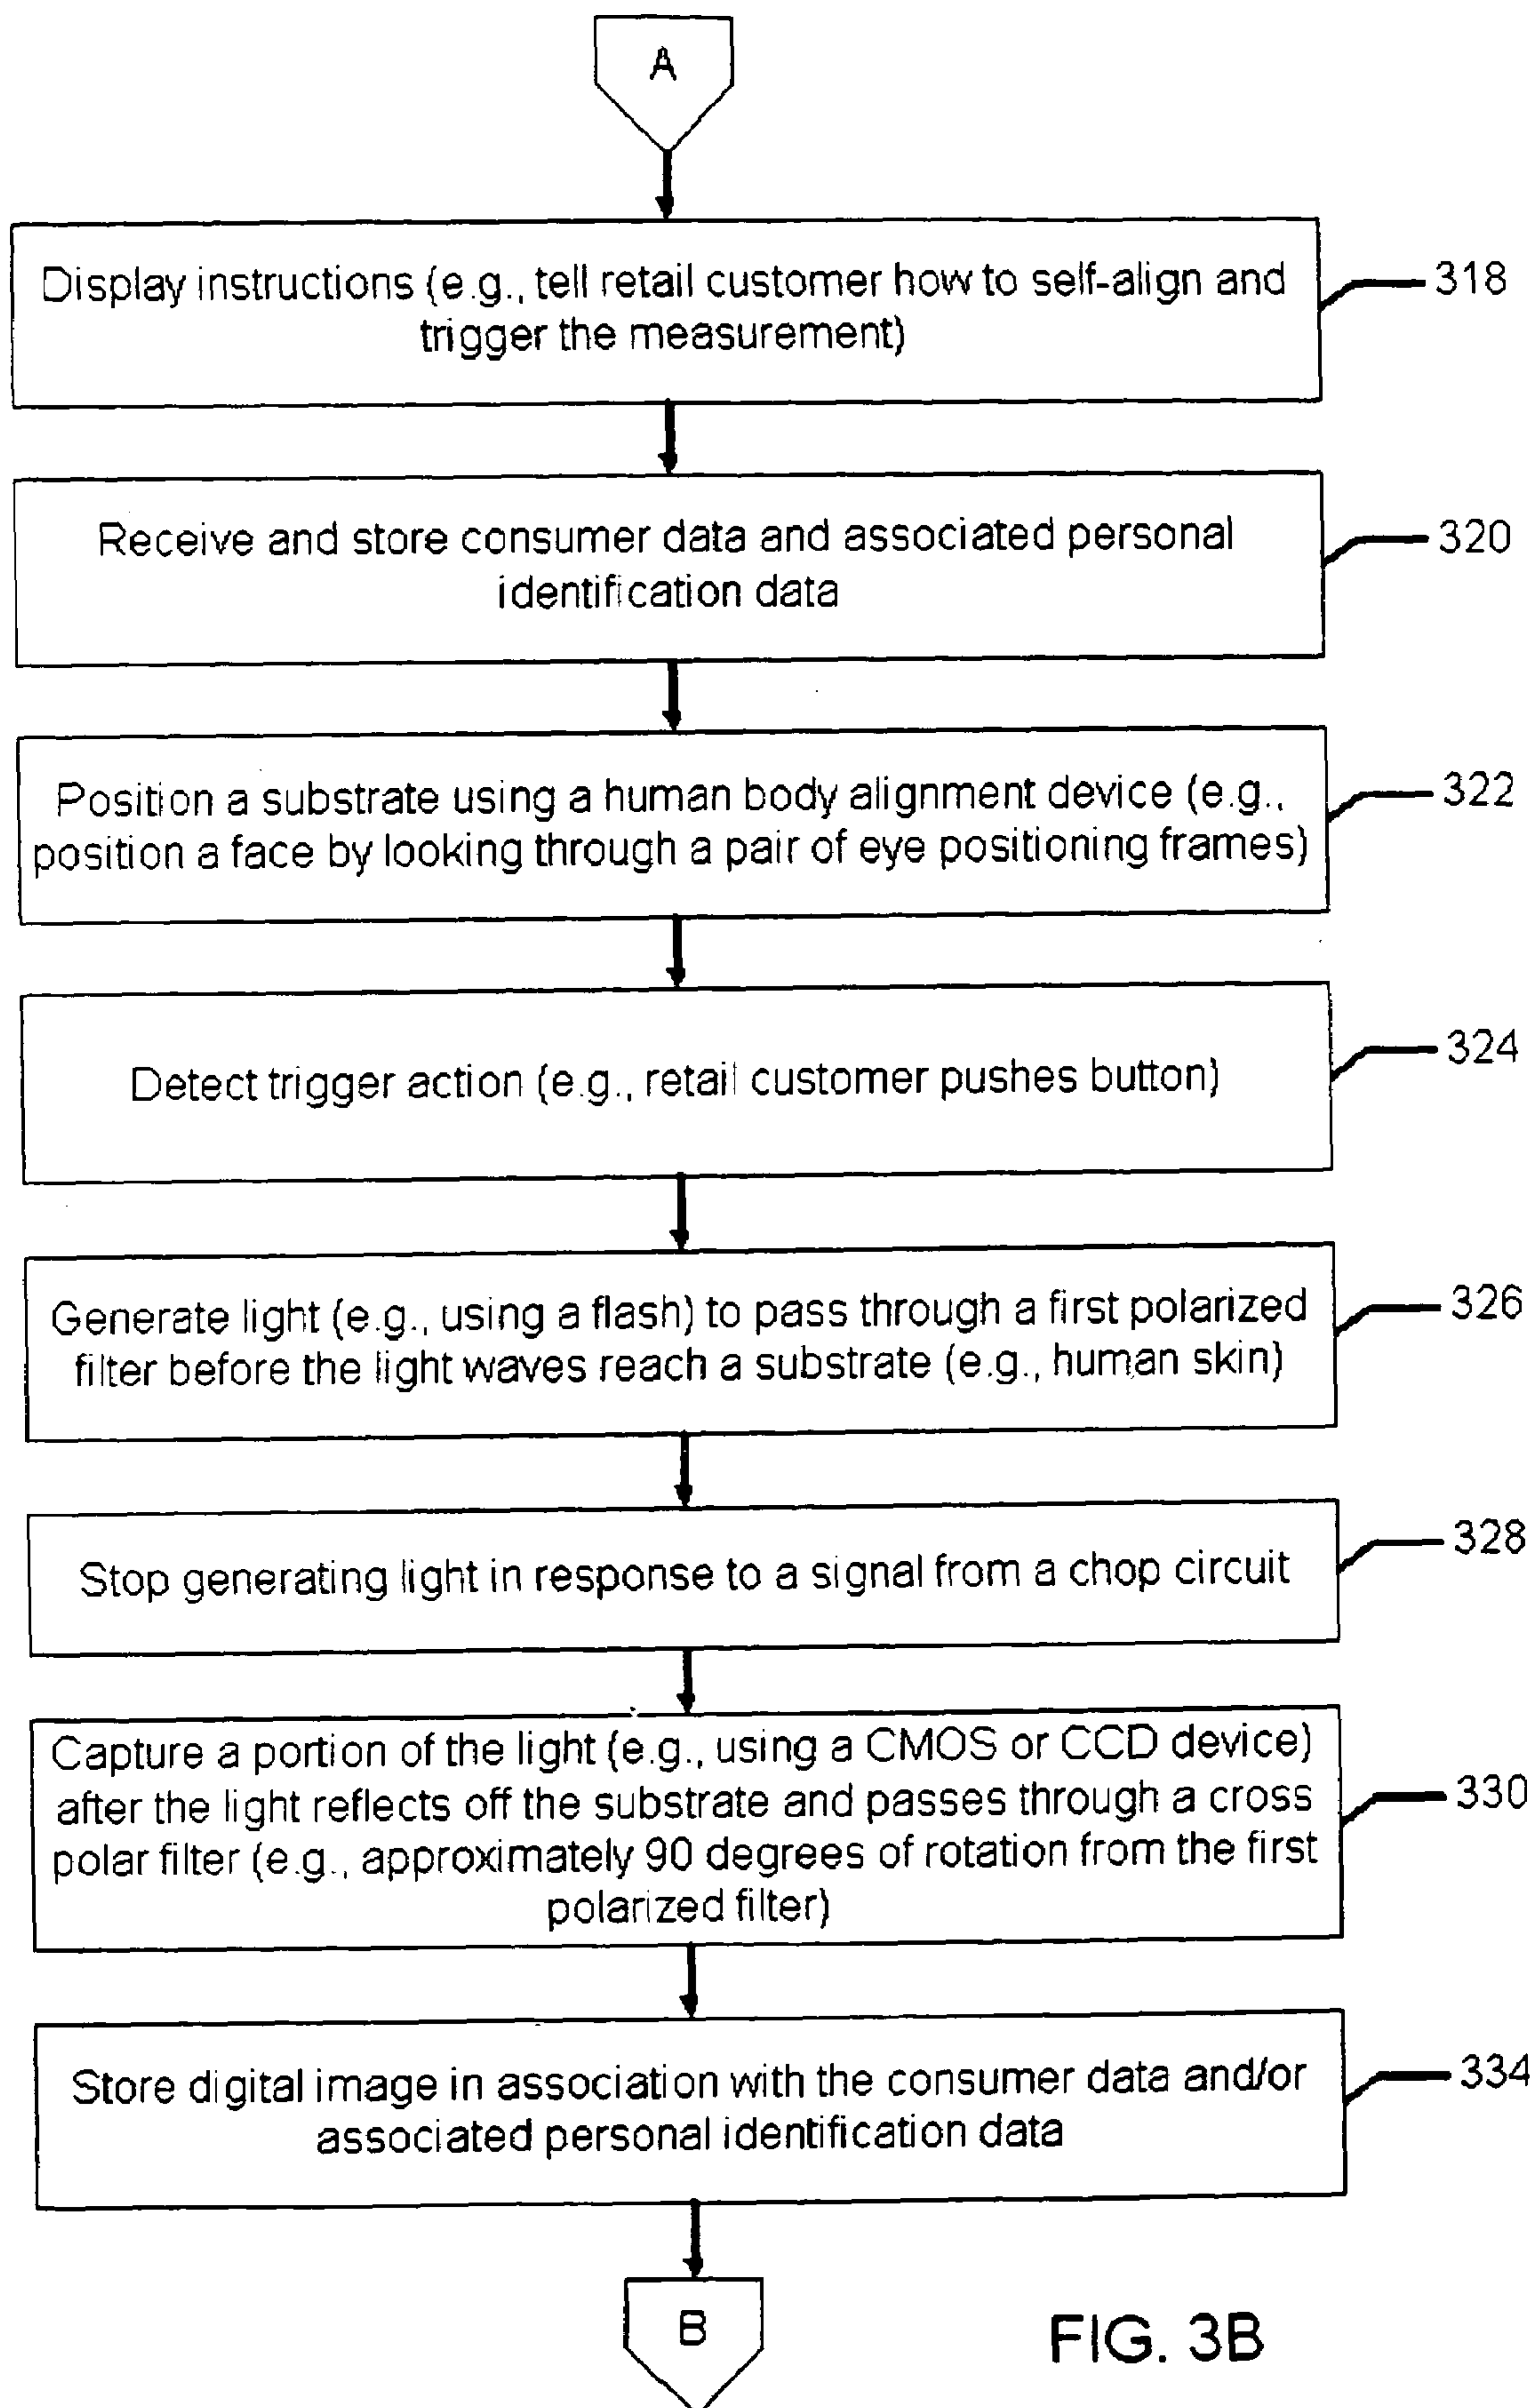 A
Display instructions (e.g., tell retail customer how to self-align and
trigger the measurement)
318
Receive and store consumer data and associated personal
identification data
320
Position a substrate using a human body alignment device (e.g.,
position a face by looking through a pair of eye positioning frames)
322
Detect trigger action (e.g., retail customer pushes button)
324
Generate light (e.g., using a flash) to pass through a first polarized
filter before the light waves reach a substrate (e.g., human skin)
326
Stop generating light in response to a signal from a chop circuit
328
Capture a portion of the light (e.g., using a CMOS or CCD device)
after the light reflects off the substrate and passes through a cross
polar filter (e.g., approximately 90 degrees of rotation from the first
polarized filter)
330
Store digital image in association with the consumer data and/or
associated personal identification data
334
B
FIG. 3B